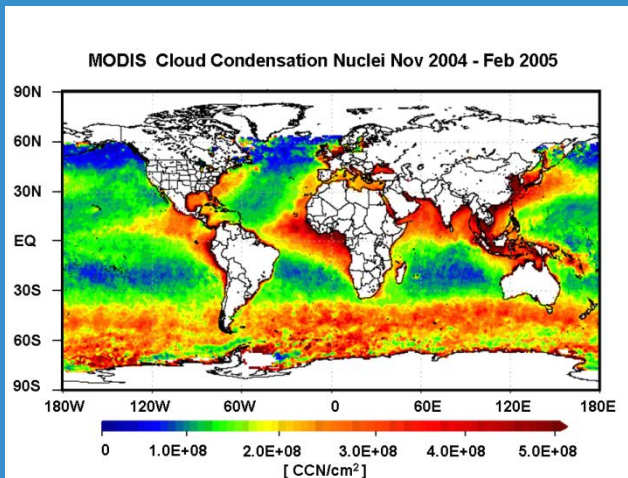 MODIS Cloud Condensation Nuclei Nov 2004 - Feb 2005
90N
60N
30N
EQ
30S
60S
90S
180W 120W 60W 0 60E 120E 180E
0 1.0E+08 2.0E+08 3.0E+08 4.0E+08 5.0E+08
[ CCN/cm²]